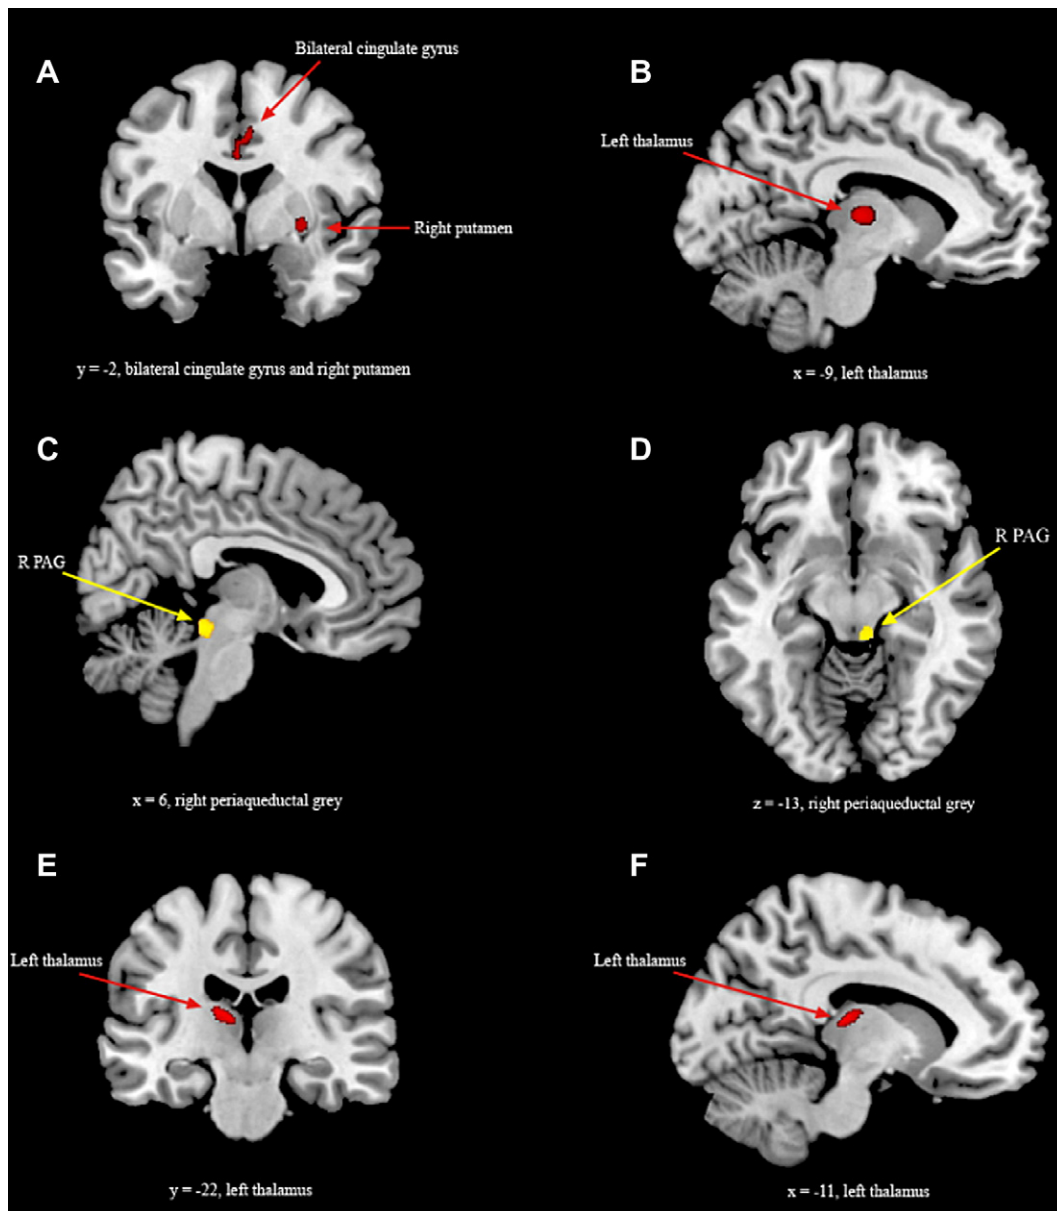 A
Bilateral cingulate gyrus
Right putamen
y = -2, bilateral cingulate gyrus and right putamen
B
Left thalamus
x = -9, left thalamus
C
R PAG
x = 6, right periaqueductal grey
D
R PAG
z = -13, right periaqueductal grey
E
Left thalamus
y = -22, left thalamus
F
Left thalamus
x = -11, left thalamus